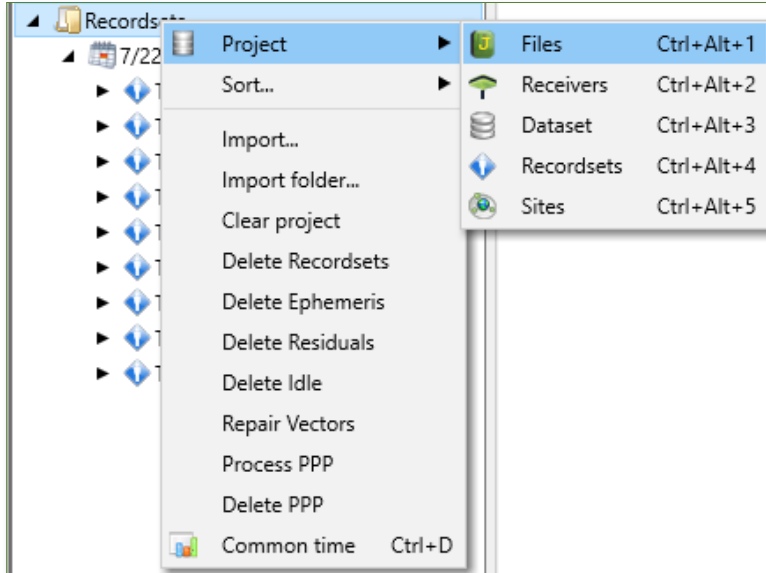 Recordsets
7/22
Project
Sort...
Import...
Import folder...
Clear project
Delete Recordsets
Delete Ephemeris
Delete Residuals
Delete Idle
Repair Vectors
Process PPP
Delete PPP
Common time Ctrl+D
Files Ctrl+Alt+1
Receivers Ctrl+Alt+2
Dataset Ctrl+Alt+3
Recordsets Ctrl+Alt+4
Sites Ctrl+Alt+5